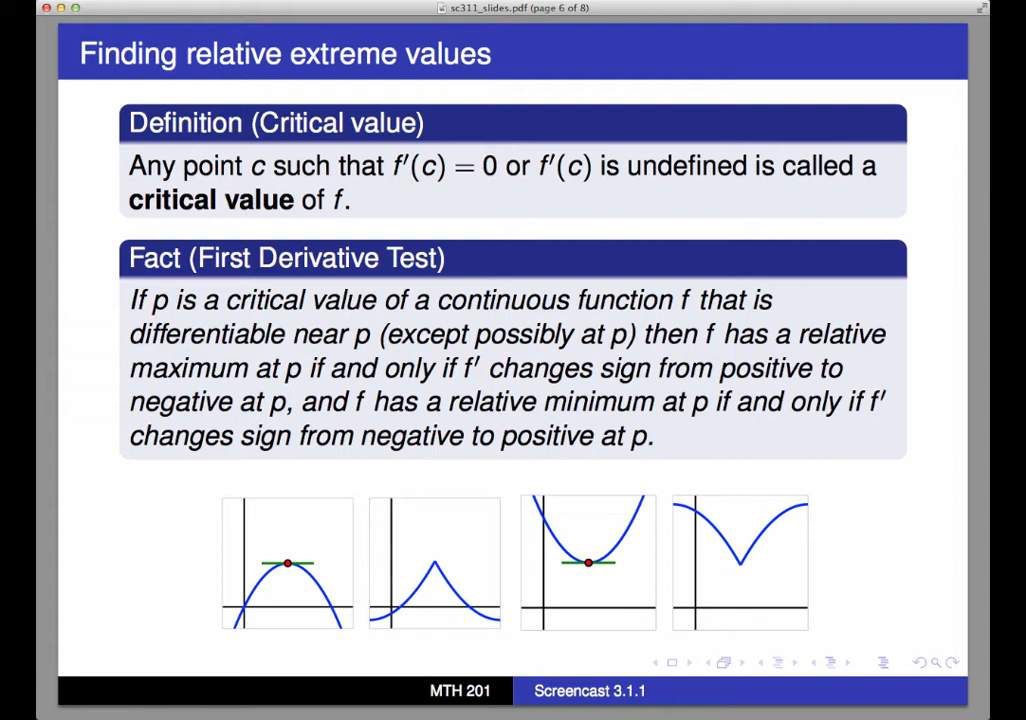 sc311_slides.pdf (page 6 of 8)
Finding relative extreme values
Definition (Critical value)
Any point c such that f′(c) = 0 or f′(c) is undefined is called a
critical value of f.
Fact (First Derivative Test)
If p is a critical value of a continuous function f that is
differentiable near p (except possibly at p) then f has a relative
maximum at p if and only if f′ changes sign from positive to
negative at p, and f has a relative minimum at p if and only if f′
changes sign from negative to positive at p.
MTH 201
Screencast 3.1.1